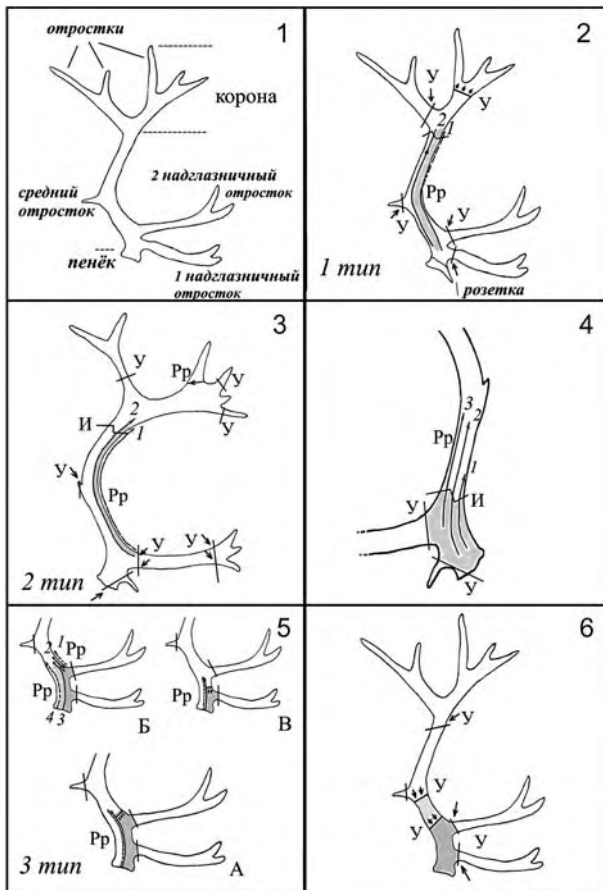 1
отростки
корона
2 надглазничный
отросток
средний
отросток
пенёк
1 надглазничный
отросток
2
У
У
2
1
Рр
У
У
1 тип
розетка
3
У
Рр
У
У
2
И
1
У
Рр
У
У
2 тип
4
3
Рр
2
1
У
И
У
5
1
2
Рр
Рр
4 3
Б
Рр
В
Рр
3 тип
А
6
У
У
У
У